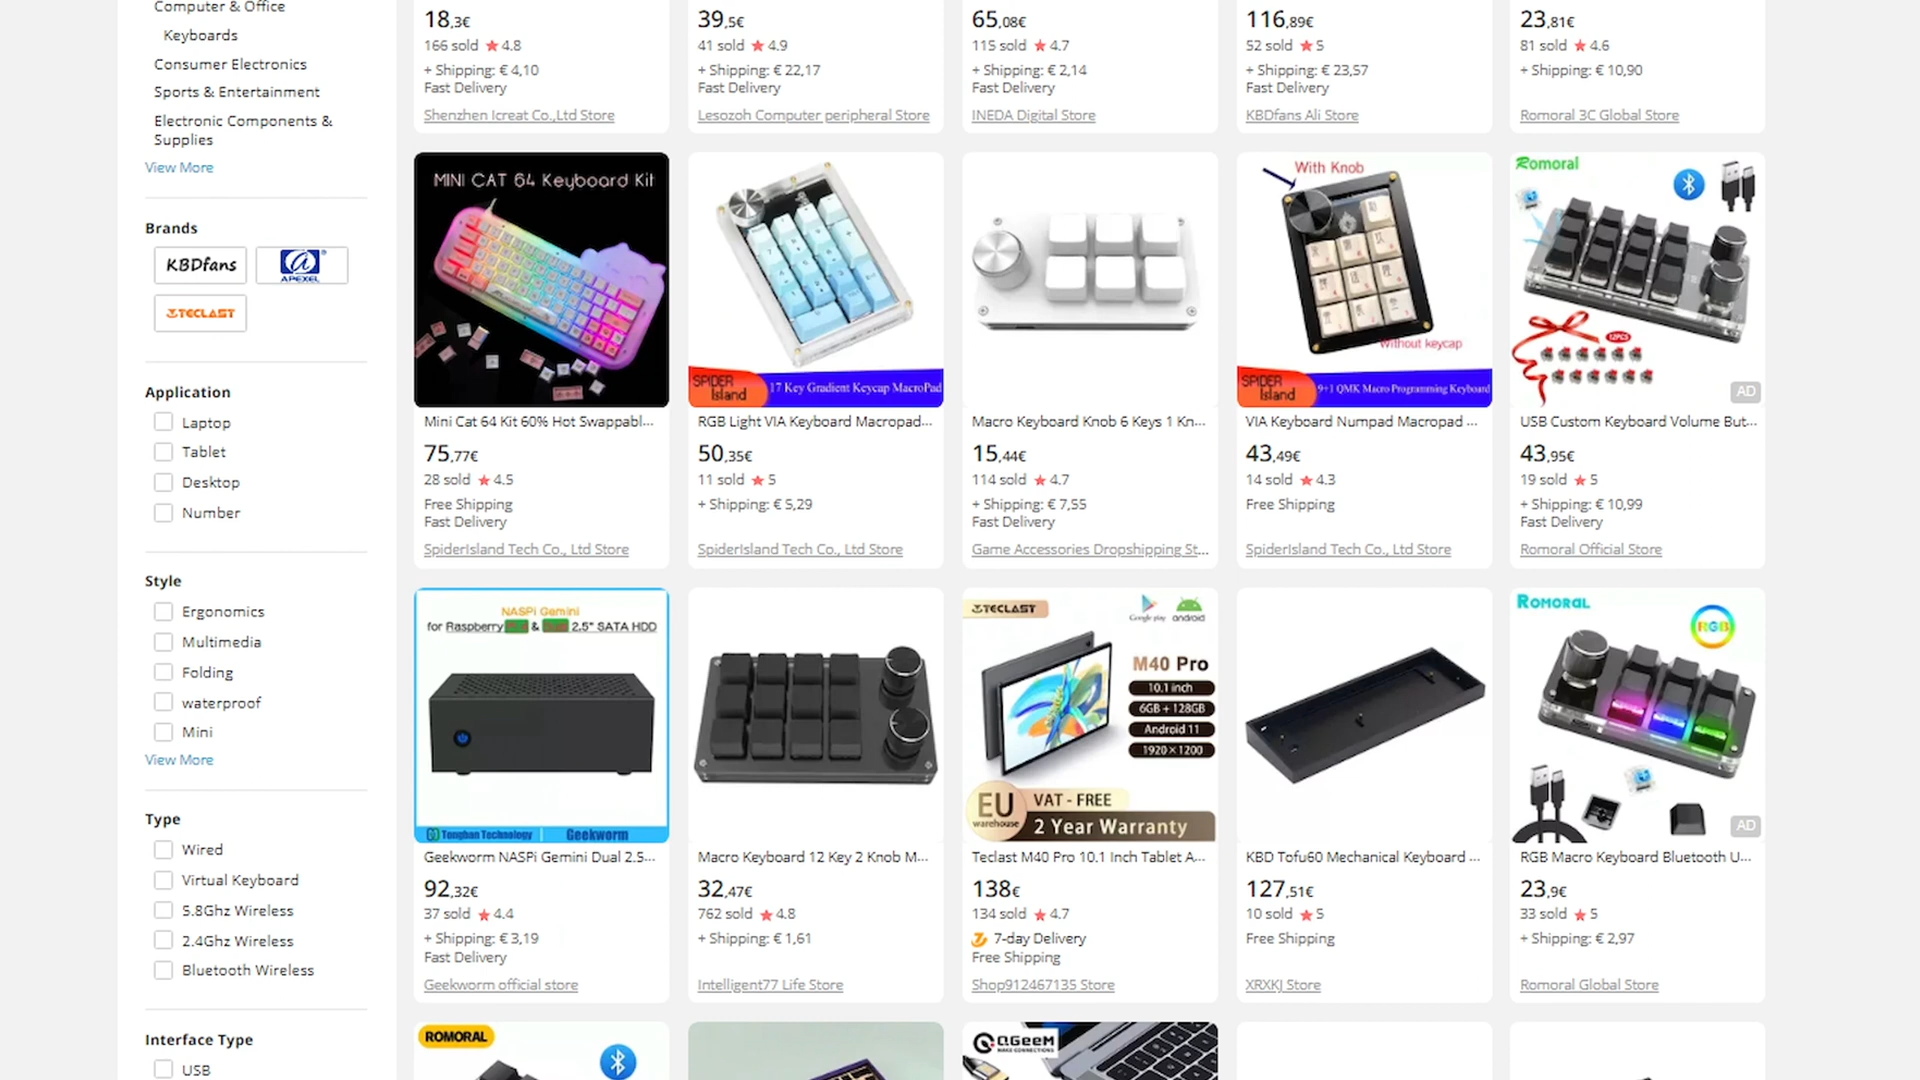 Computer & Office
Keyboards
Consumer Electronics
Sports & Entertainment
Electronic Components &
Supplies
View More
Brands
KBDfans
APEXEL
TECLAST
Application
Laptop
Tablet
Desktop
Number
Style
Ergonomics
Multimedia
Folding
waterproof
Mini
View More
Type
Wired
Virtual Keyboard
5.8Ghz Wireless
2.4Ghz Wireless
Bluetooth Wireless
Interface Type
USB
18,3€
166 sold 4.8
+ Shipping: € 4,10
Fast Delivery
Shenzhen Icreat Co.,Ltd Store
39,5€
41 sold 4.9
+ Shipping: € 22,17
Fast Delivery
Lesozoh Computer peripheral Store
65,08€
115 sold 4.7
+ Shipping: € 2,14
Fast Delivery
INEDA Digital Store
116,89€
52 sold 5
+ Shipping: € 23,57
Fast Delivery
KBDfans Ali Store
23,81€
81 sold 4.6
+ Shipping: € 10,90
Romoral 3C Global Store
MINI CAT 64 Keyboard Kit
Mini Cat 64 Kit 60% Hot Swappabl...
75,77€
28 sold 4.5
Free Shipping
Fast Delivery
SpiderIsland Tech Co., Ltd Store
SPIDER
Island
17 Key Gradient Keycap MacroPad
RGB Light VIA Keyboard Macropad...
50,35€
11 sold 5
+ Shipping: € 5,29
SpiderIsland Tech Co., Ltd Store
Macro Keyboard Knob 6 Keys 1 Kn...
15,44€
114 sold 4.7
+ Shipping: € 7,55
Fast Delivery
Game Accessories Dropshipping St...
With Knob
Without keycap
SPIDER
Island
9+1 QMK Macro Programming Keyboard
VIA Keyboard Numpad Macropad ...
43,49€
14 sold 4.3
Free Shipping
SpiderIsland Tech Co., Ltd Store
Romoral
12PCS
AD
USB Custom Keyboard Volume But...
43,95€
19 sold 5
+ Shipping: € 10,99
Fast Delivery
Romoral Official Store
NASPi Gemini
for Raspberry & 2.5" SATA HDD
Geekworm
Geekworm NASPi Gemini Dual 2.5...
92,32€
37 sold 4.4
+ Shipping: € 3,19
Fast Delivery
Geekworm official store
Macro Keyboard 12 Key 2 Knob M...
32,47€
762 sold 4.8
+ Shipping: € 1,61
Intelligent77 Life Store
TECLAST
Google play android
M40 Pro
10.1 inch
6GB + 128GB
Android 11
1920×1200
EU
warehouse
VAT - FREE
2 Year Warranty
Teclast M40 Pro 10.1 Inch Tablet A...
138€
134 sold 4.7
7-day Delivery
Free Shipping
Shop912467135 Store
KBD Tofu60 Mechanical Keyboard ...
127,51€
10 sold 5
Free Shipping
XRXKJ Store
ROMORAL
RGB
AD
RGB Macro Keyboard Bluetooth U...
23,9€
33 sold 5
+ Shipping: € 2,97
Romoral Global Store
ROMORAL
QGeeM
MAKE CONNECTIONS